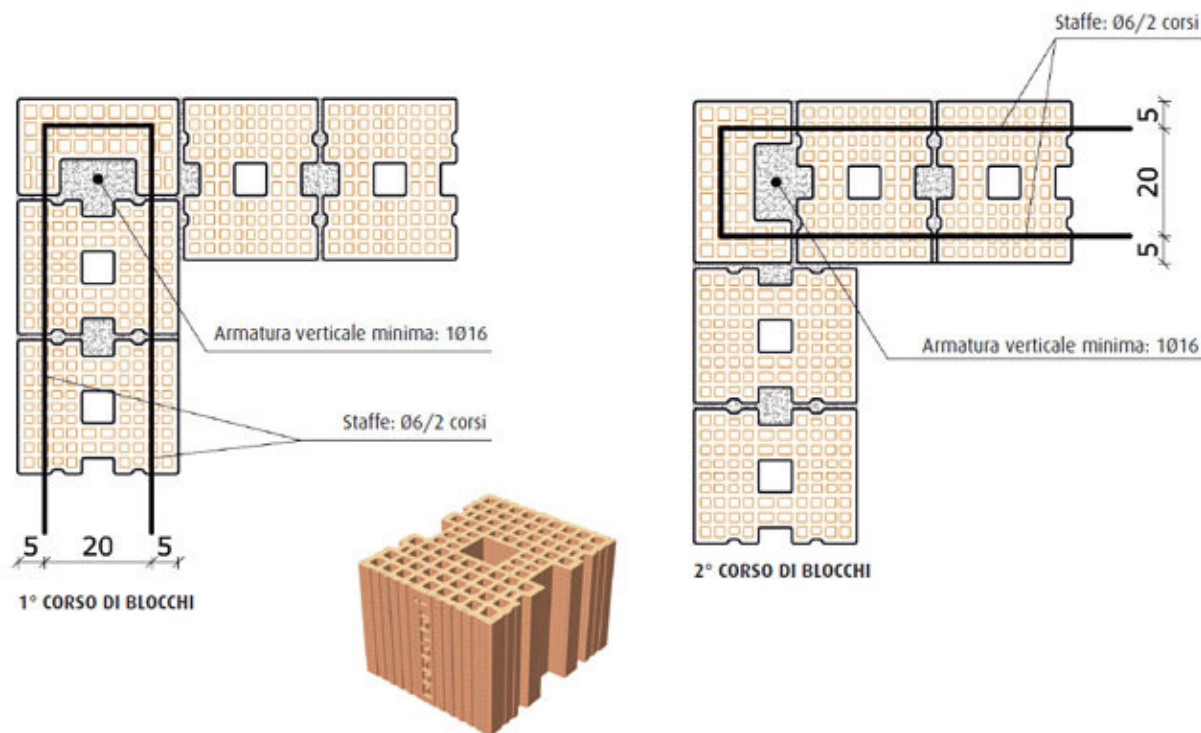 Staffe: Ø6/2 corsi
5
20
5
Armatura verticale minima: 1Ø16
Armatura verticale minima: 1Ø16
Staffe: Ø6/2 corsi
5 20 5
1° CORSO DI BLOCCHI
2° CORSO DI BLOCCHI